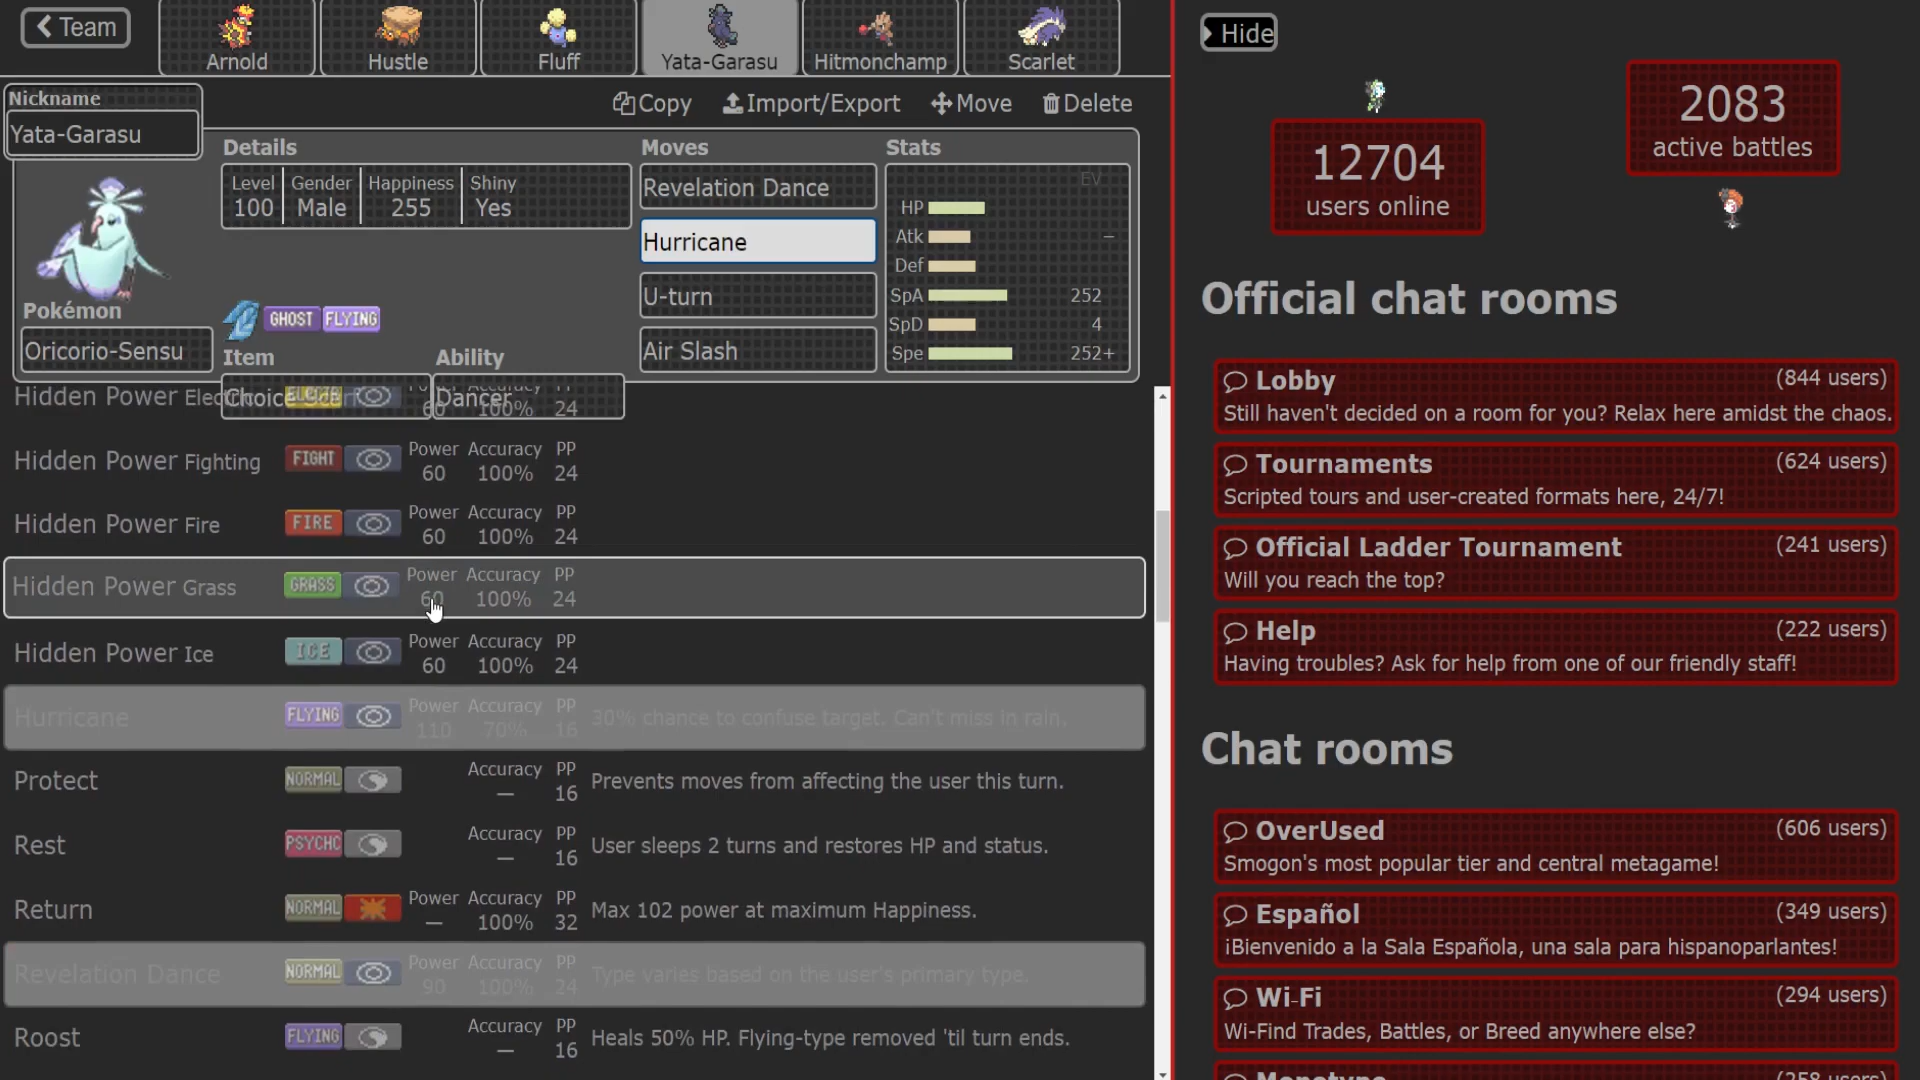 Team
Arnold
Hustle
Fluff
Yata-Garasu
Hitmonchamp
Scarlet
Hide
Nickname
Yata-Garasu
Copy
Import/Export
Move
Delete
Details
Level
100
Gender
Male
Happiness
255
Shiny
Yes
Moves
Revelation Dance
Hurricane
U-turn
Air Slash
Stats
EV
HP
Atk –
Def
SpA 252
SpD 4
Spe 252+
Pokémon
Oricorio-Sensu
GHOST FLYING
Item
Choice
Ability
Dancer
Hidden Power 60 100% 24
Hidden Power Fighting FIGHT Power 60 Accuracy 100% PP 24
Hidden Power Fire FIRE Power 60 Accuracy 100% PP 24
Hidden Power Grass GRASS Power 60 Accuracy 100% PP 24
Hidden Power Ice ICE Power 60 Accuracy 100% PP 24
Hurricane FLYING Power 110 Accuracy 70% PP 16 30% chance to confuse target. Can't miss in rain.
Protect NORMAL Accuracy — PP 16 Prevents moves from affecting the user this turn.
Rest PSYCHC Accuracy — PP 16 User sleeps 2 turns and restores HP and status.
Return NORMAL Power — Accuracy 100% PP 32 Max 102 power at maximum Happiness.
Revelation Dance NORMAL Power 90 Accuracy 100% PP 24 Type varies based on the user's primary type.
Roost FLYING Accuracy — PP 16 Heals 50% HP. Flying-type removed 'til turn ends.
12704
users online
2083
active battles
Official chat rooms
Lobby (844 users)
Still haven't decided on a room for you? Relax here amidst the chaos.
Tournaments (624 users)
Scripted tours and user-created formats here, 24/7!
Official Ladder Tournament (241 users)
Will you reach the top?
Help (222 users)
Having troubles? Ask for help from one of our friendly staff!
Chat rooms
OverUsed (606 users)
Smogon's most popular tier and central metagame!
Español (349 users)
¡Bienvenido a la Sala Española, una sala para hispanoparlantes!
Wi-Fi (294 users)
Wi-Find Trades, Battles, or Breed anywhere else?
Monotype (258 users)